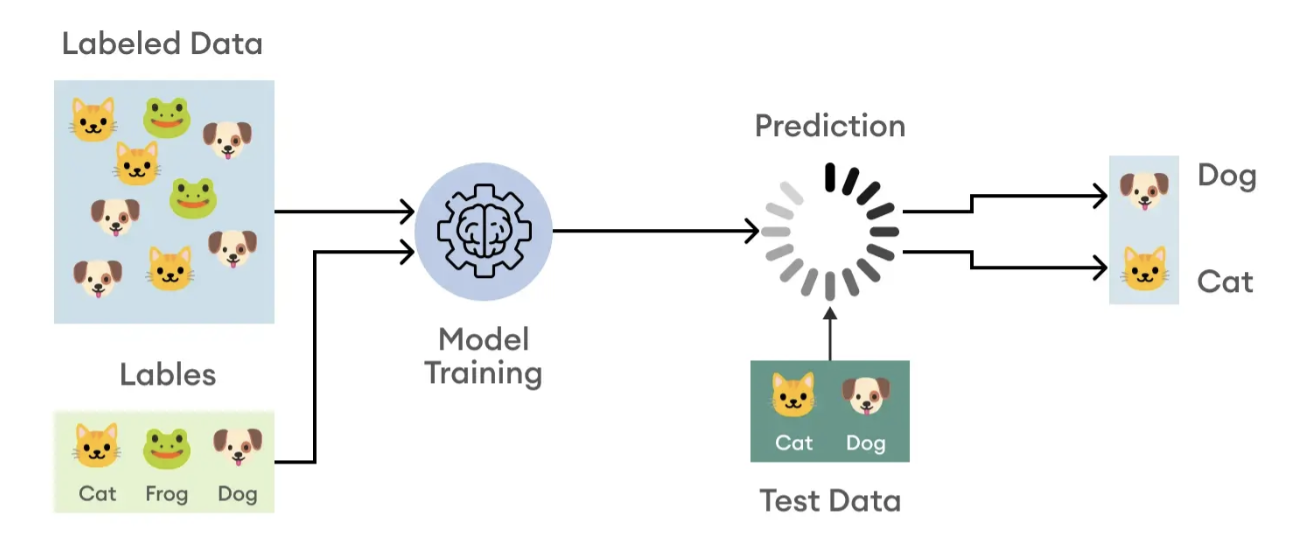 Labeled Data
Lables
Cat Frog Dog
Model
Training
Prediction
Cat Dog
Test Data
Dog
Cat